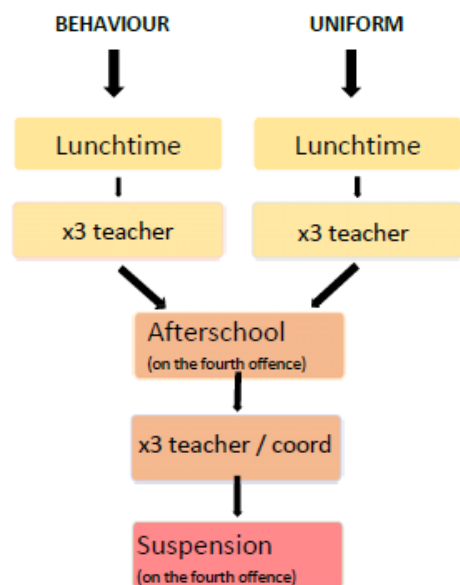 BEHAVIOUR
UNIFORM
Lunchtime
Lunchtime
x3 teacher
x3 teacher
Afterschool
(on the fourth offence)
x3 teacher / coord
Suspension
(on the fourth offence)